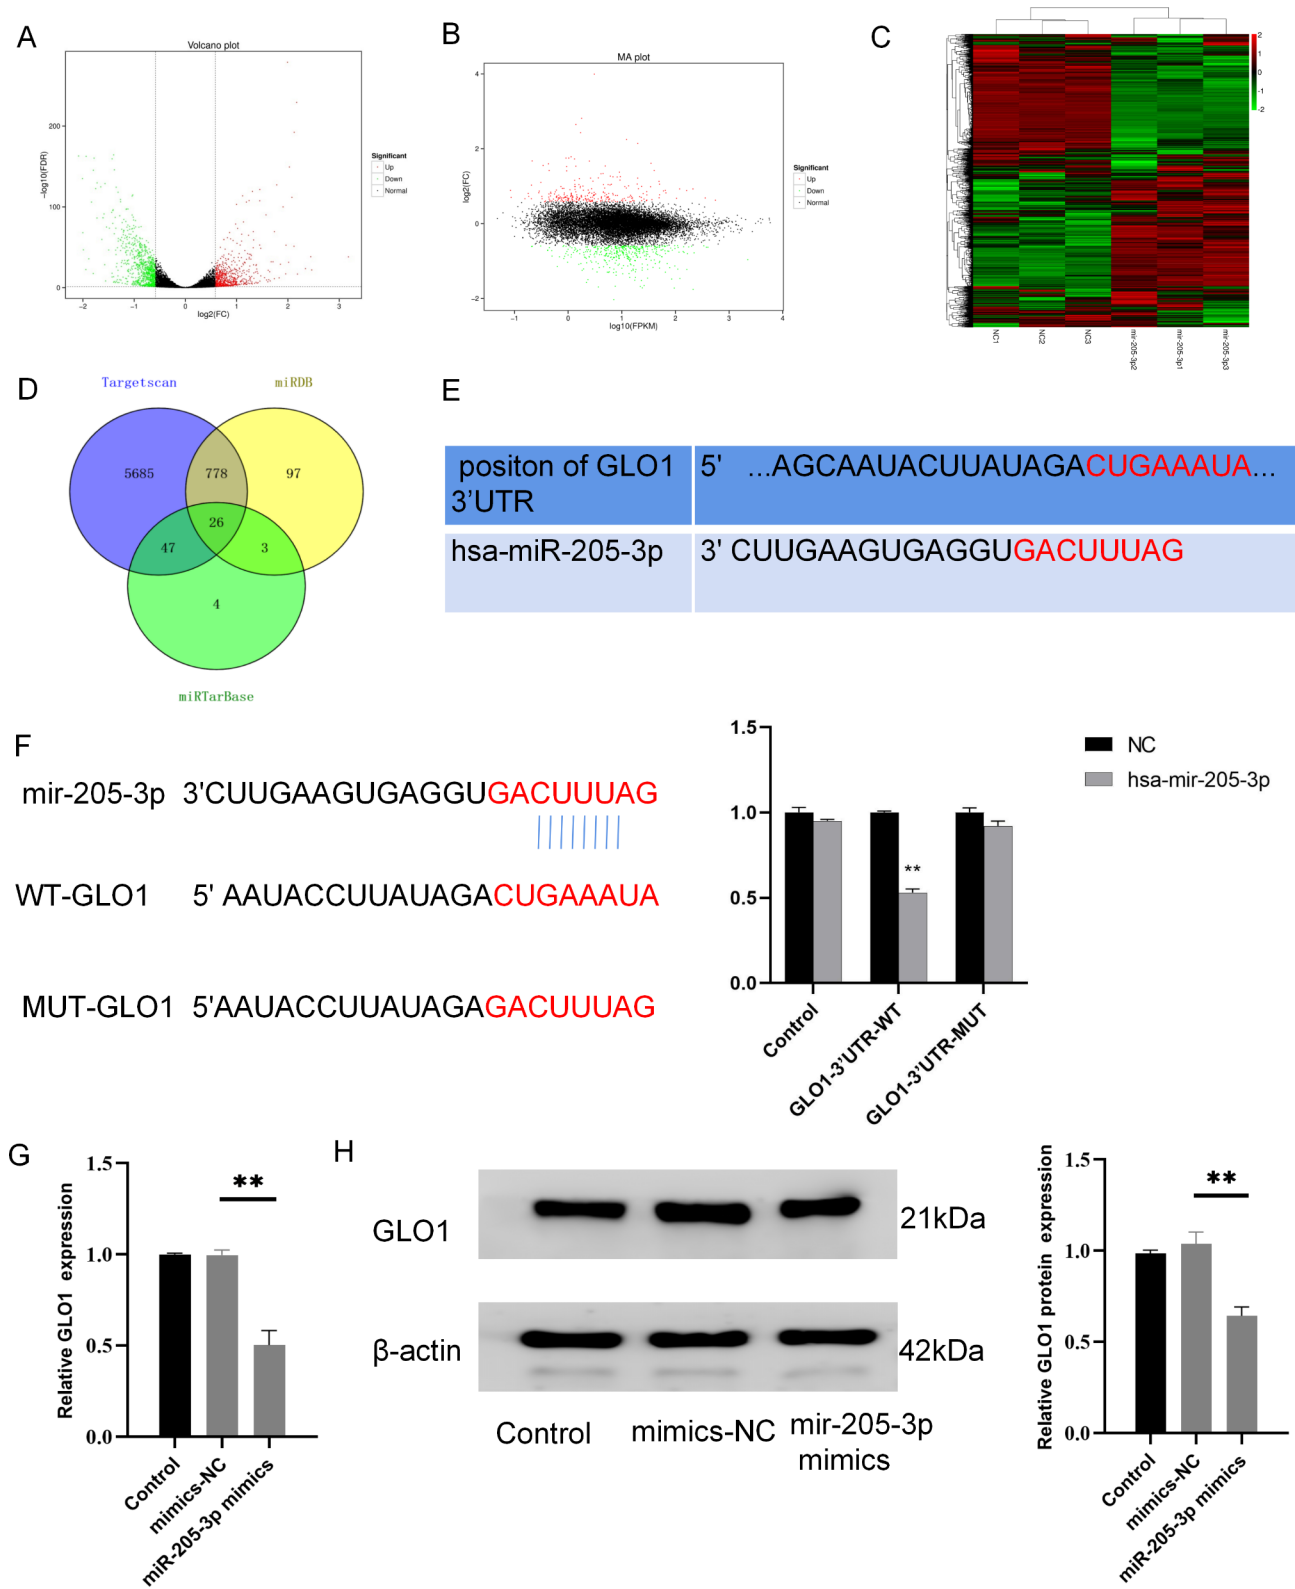 A
Volcano plot
-log10(FDR)
200
100
0
-2
-1
0
1
2
3
log2(FC)
Significant
Up
Down
Normal
B
MA plot
log2(FC)
4
2
0
-2
-1
0
1
2
3
4
log10(FPKM)
Significant
Up
Down
Normal
C
2
1
0
-1
-2
NC1
NC2
NC3
mir-205-3p2
mir-205-3p1
mir-205-3p3
D
Targetscan
miRDB
5685
778
97
26
47
3
4
miRTarBase
E
positon of GLO1
3'UTR
5' ...AGCAAUACUUAUAGACUGAAAUA...
hsa-miR-205-3p
3' CUUGAAGUGAGGUGACUUUAG
F
mir-205-3p 3'CUUGAAGUGAGGUGACUUUAG
WT-GLO1 5' AAUACCUUAUAGACUGAAAUA
MUT-GLO1 5'AAUACCUUAUAGAGACUUUAG
1.5
1.0
0.5
0.0
**
Control
GLO1-3'UTR-WT
GLO1-3'UTR-MUT
NC
hsa-mir-205-3p
G
Relative GLO1 expression
1.5
1.0
0.5
0.0
**
Control
mimics-NC
miR-205-3p mimics
H
GLO1
21kDa
β-actin
42kDa
Control
mimics-NC
mir-205-3p
mimics
Relative GLO1 protein expression
1.5
1.0
0.5
0.0
**
Control
mimics-NC
miR-205-3p mimics